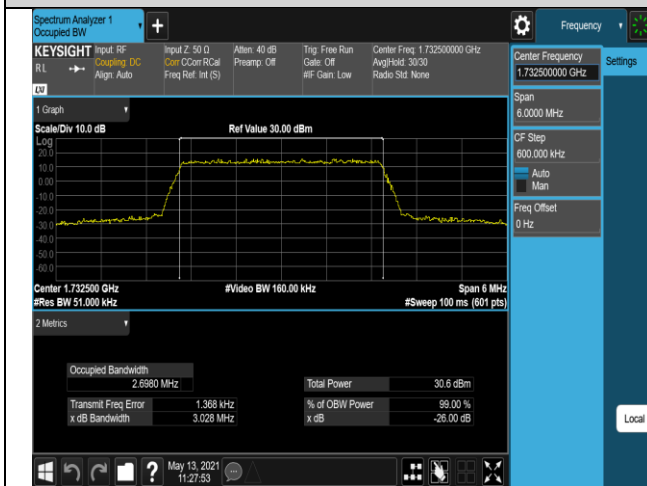 Spectrum Analyzer 1
Occupied BW
Frequency
KEYSIGHT
RL
LXI
Input: RF
Coupling: DC
Align: Auto
Input Z: 50 Ω
Corr CCorr RCal
Freq Ref: Int (S)
Atten: 40 dB
Preamp: Off
Trig: Free Run
Gate: Off
#IF Gain: Low
Center Freq: 1.732500000 GHz
Avg|Hold: 30/30
Radio Std: None
Center Frequency
1.732500000 GHz
Settings
Span
6.0000 MHz
CF Step
600.000 kHz
Auto
Man
Freq Offset
0 Hz
1 Graph
Scale/Div 10.0 dB
Ref Value 30.00 dBm
Log
20.0
10.0
0.00
-10.0
-20.0
-30.0
-40.0
-50.0
-60.0
Center 1.732500 GHz
#Video BW 160.00 kHz
Span 6 MHz
#Res BW 51.000 kHz
#Sweep 100 ms (601 pts)
2 Metrics
Occupied Bandwidth
2.6980 MHz
Total Power 30.6 dBm
Transmit Freq Error 1.368 kHz
% of OBW Power 99.00 %
x dB Bandwidth 3.028 MHz
x dB -26.00 dB
Local
?
May 13, 2021
11:27:53